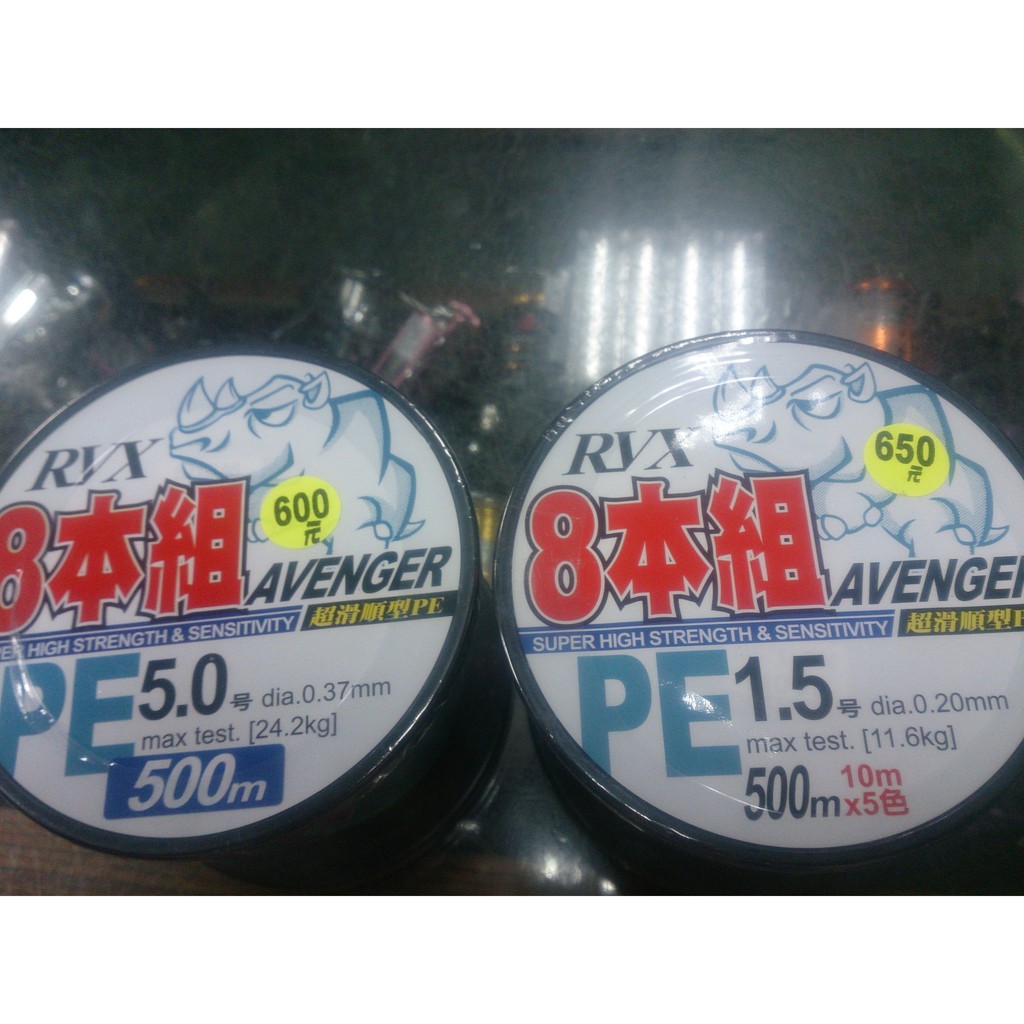 RVX
600
元
8本組
AVENGER
超滑順型PE
ER HIGH STRENGTH & SENSITIVITY
PE 5.0号 dia.0.37mm
max test. [24.2kg]
500m
RVX
650
元
8本組
AVENGER
超滑順型P
SUPER HIGH STRENGTH & SENSITIVITY
PE 1.5号 dia.0.20mm
max test. [11.6kg]
500m 10m
x5色